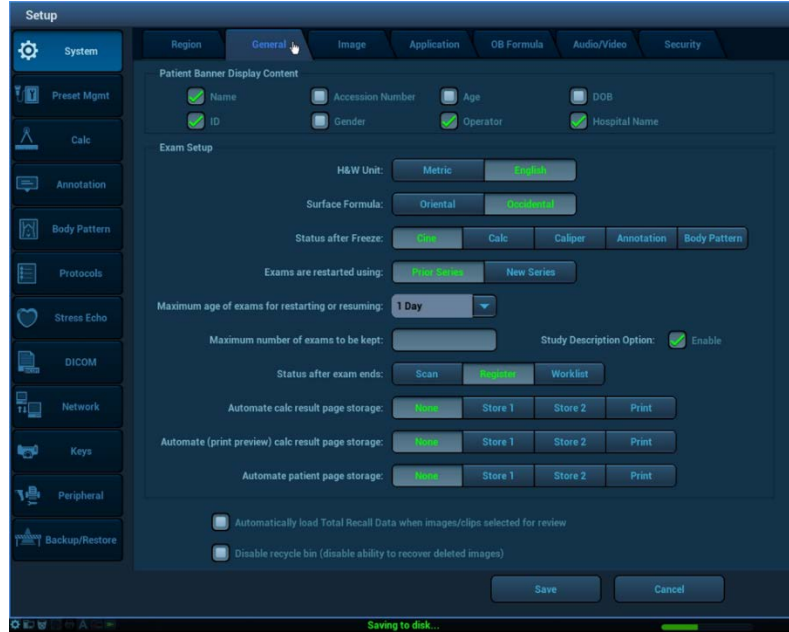 Setup
System
Preset Mgmt
Calc
Annotation
Body Pattern
Protocols
Stress Echo
DICOM
Network
Keys
Peripheral
Backup/Restore
Region General Image Application OB Formula Audio/Video Security
Patient Banner Display Content
Name Accession Number Age DOB
ID Gender Operator Hospital Name
Exam Setup
H&W Unit: Metric English
Surface Formula: Oriental Occidental
Status after Freeze: Cine Calc Caliper Annotation Body Pattern
Exams are restarted using: Prior Series New Series
Maximum age of exams for restarting or resuming: 1 Day
Maximum number of exams to be kept: Study Description Option: Enable
Status after exam ends: Scan Register Worklist
Automate calc result page storage: None Store 1 Store 2 Print
Automate (print preview) calc result page storage: None Store 1 Store 2 Print
Automate patient page storage: None Store 1 Store 2 Print
Automatically load Total Recall Data when images/clips selected for review
Disable recycle bin (disable ability to recover deleted images)
Save Cancel
Saving to disk...